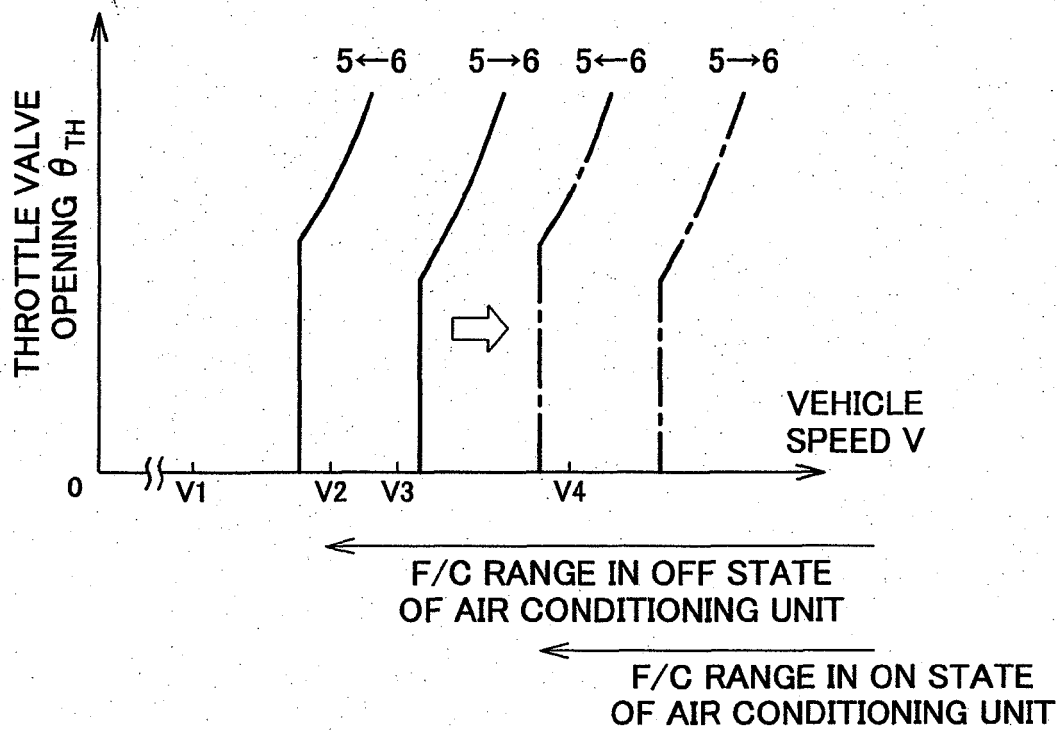 5←6 5→6 5←6 5→6
THROTTLE VALVE
OPENING θTH
VEHICLE
SPEED V
0 V1 V2 V3 V4
F/C RANGE IN OFF STATE
OF AIR CONDITIONING UNIT
F/C RANGE IN ON STATE
OF AIR CONDITIONING UNIT